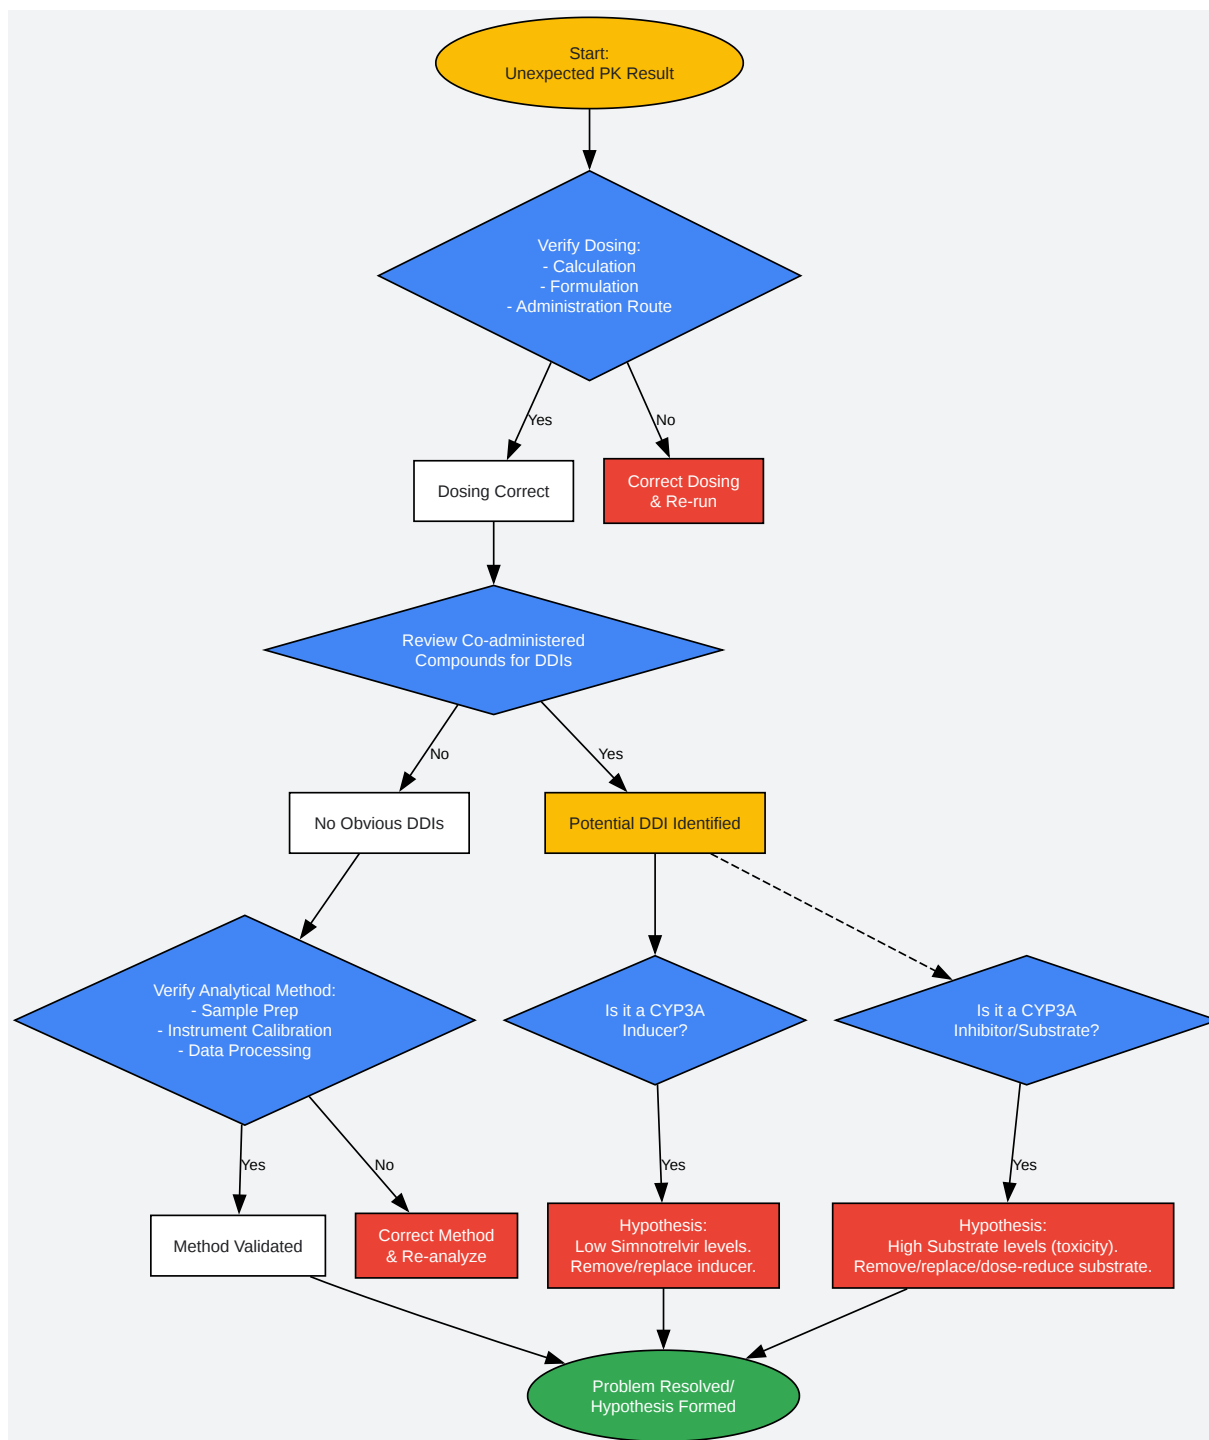 Start:
Unexpected PK Result
Verify Dosing:
- Calculation
- Formulation
- Administration Route
Yes
No
Dosing Correct
Correct Dosing
& Re-run
Review Co-administered
Compounds for DDIs
No
Yes
No Obvious DDIs
Potential DDI Identified
Verify Analytical Method:
- Sample Prep
- Instrument Calibration
- Data Processing
Is it a CYP3A
Inducer?
Is it a CYP3A
Inhibitor/Substrate?
Yes
No
Yes
Yes
Method Validated
Correct Method
& Re-analyze
Hypothesis:
Low Simnotrelvir levels.
Remove/replace inducer.
Hypothesis:
High Substrate levels (toxicity).
Remove/replace/dose-reduce substrate.
Problem Resolved/
Hypothesis Formed